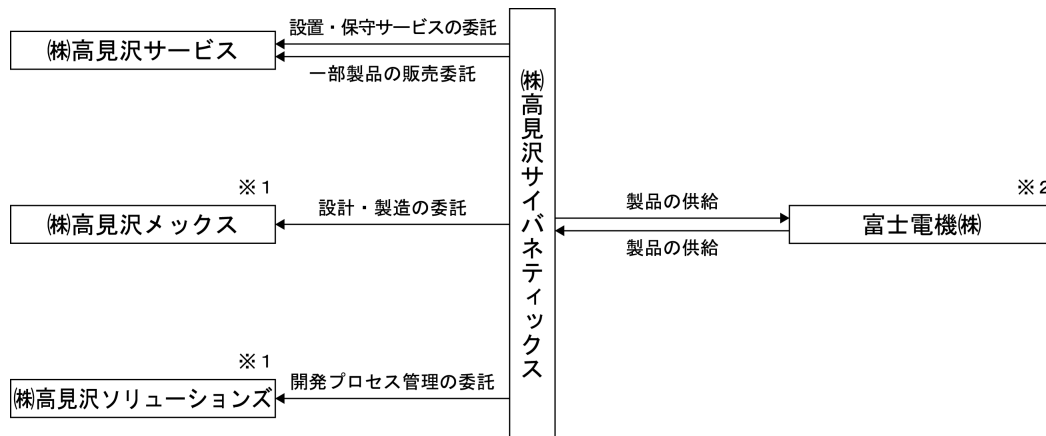 設置・保守サービスの委託
㈱高見沢サービス
一部製品の販売委託
※1
㈱高見沢メックス
設計・製造の委託
※1
㈱高見沢ソリューションズ
開発プロセス管理の委託
㈱高見沢サイバネティックス
製品の供給
製品の供給
※2
富士電機㈱